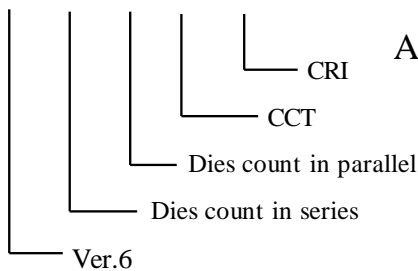 A
CRI
CCT
Dies count in parallel
Dies count in series
Ver.6